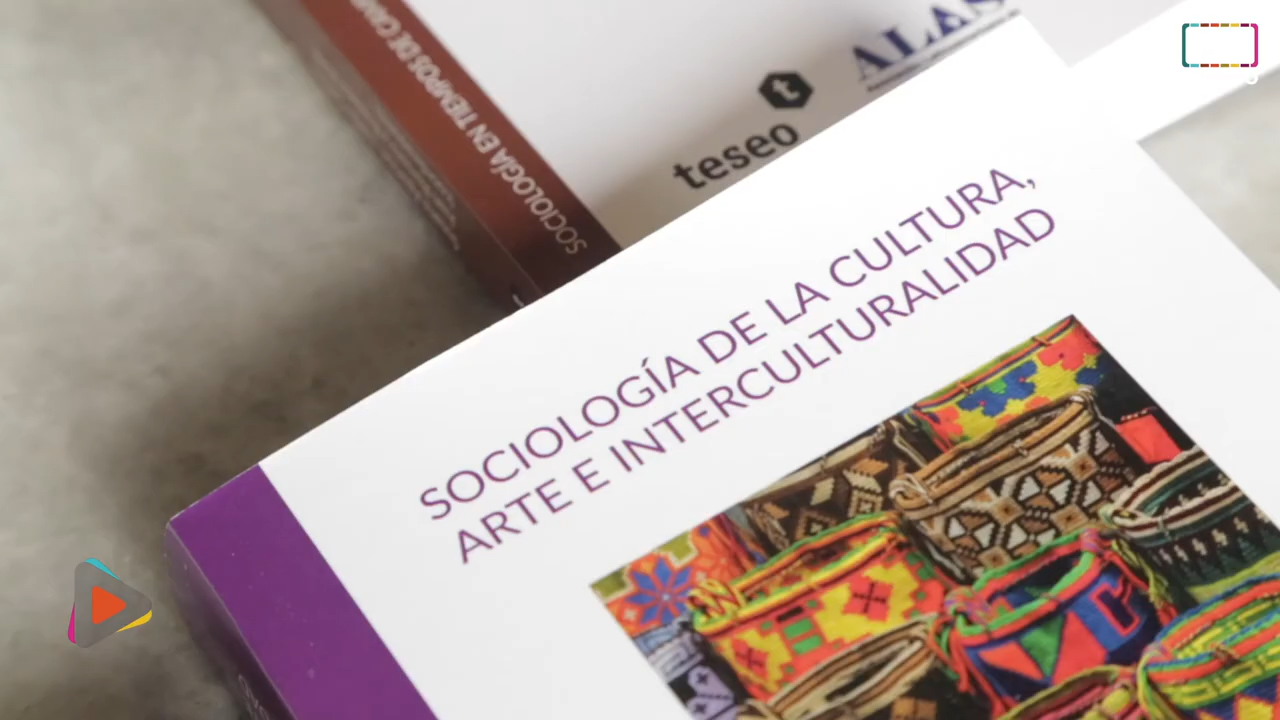 SOCIOLOGÍA EN TIEMPOS DE
ALAS
teseo
SOCIOLOGÍA DE LA CULTURA,
ARTE E INTERCULTURALIDAD